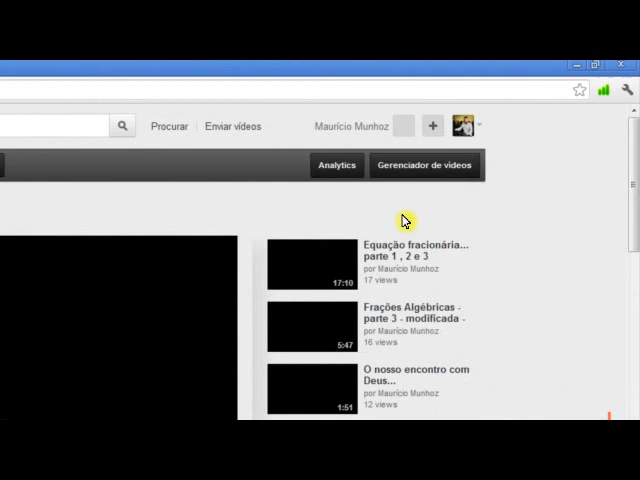 Procurar
Enviar vídeos
Maurício Munhoz
Analytics
Gerenciador de vídeos
17:10
Equação fracionária...
parte 1 , 2 e 3
por Maurício Munhoz
17 views
5:47
Frações Algébricas -
parte 3 - modificada -
por Maurício Munhoz
16 views
1:51
O nosso encontro com
Deus...
por Maurício Munhoz
12 views